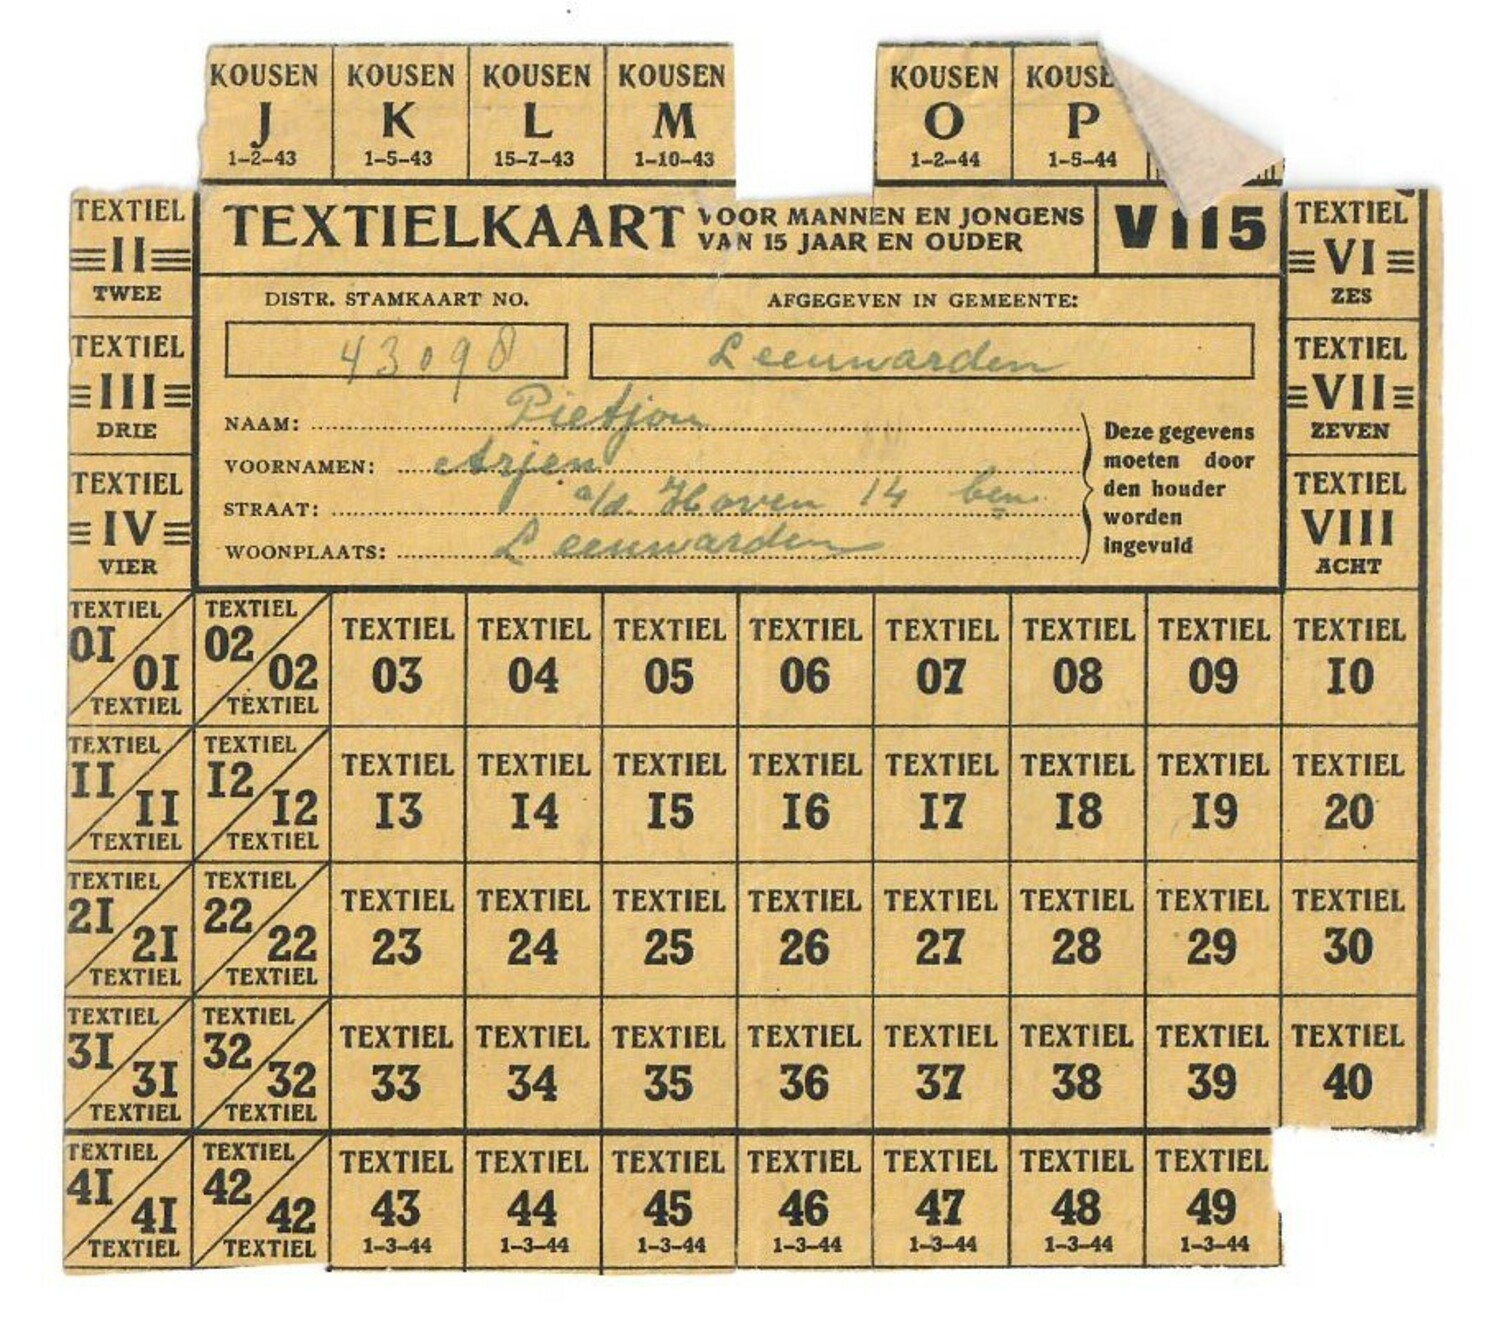 KOUSEN KOUSEN KOUSEN KOUSEN KOUSEN KOUSE
J K L M O P
1-2-43 1-5-43 15-7-43 1-10-43 1-2-44 1-5-44
TEXTIEL
II
TWEE
TEXTIEL
III
DRIE
TEXTIEL
IV
VIER
TEXTIELKAART VOOR MANNEN EN JONGENS
VAN 15 JAAR EN OUDER
V115
DISTR. STAMKAART NO. AFGEGEVEN IN GEMEENTE:
43098 Leeuwarden
NAAM: Pietjou
VOORNAMEN: Arjen
STRAAT: a/d. Hoven 14 ben.
WOONPLAATS: Leeuwarden
Deze gegevens
moeten door
den houder
worden
ingevuld
TEXTIEL
VI
ZES
TEXTIEL
VII
ZEVEN
TEXTIEL
VIII
ACHT
TEXTIEL TEXTIEL TEXTIEL TEXTIEL TEXTIEL TEXTIEL TEXTIEL TEXTIEL TEXTIEL TEXTIEL
01 02 03 04 05 06 07 08 09 10
01 02
TEXTIEL TEXTIEL
TEXTIEL TEXTIEL TEXTIEL TEXTIEL TEXTIEL TEXTIEL TEXTIEL TEXTIEL TEXTIEL TEXTIEL
11 12 13 14 15 16 17 18 19 20
11 12
TEXTIEL TEXTIEL
TEXTIEL TEXTIEL TEXTIEL TEXTIEL TEXTIEL TEXTIEL TEXTIEL TEXTIEL TEXTIEL TEXTIEL
21 22 23 24 25 26 27 28 29 30
21 22
TEXTIEL TEXTIEL
TEXTIEL TEXTIEL TEXTIEL TEXTIEL TEXTIEL TEXTIEL TEXTIEL TEXTIEL TEXTIEL TEXTIEL
31 32 33 34 35 36 37 38 39 40
31 32
TEXTIEL TEXTIEL
TEXTIEL TEXTIEL TEXTIEL TEXTIEL TEXTIEL TEXTIEL TEXTIEL TEXTIEL TEXTIEL
41 42 43 44 45 46 47 48 49
41 42
TEXTIEL TEXTIEL 1-3-44 1-3-44 1-3-44 1-3-44 1-3-44 1-3-44 1-3-44